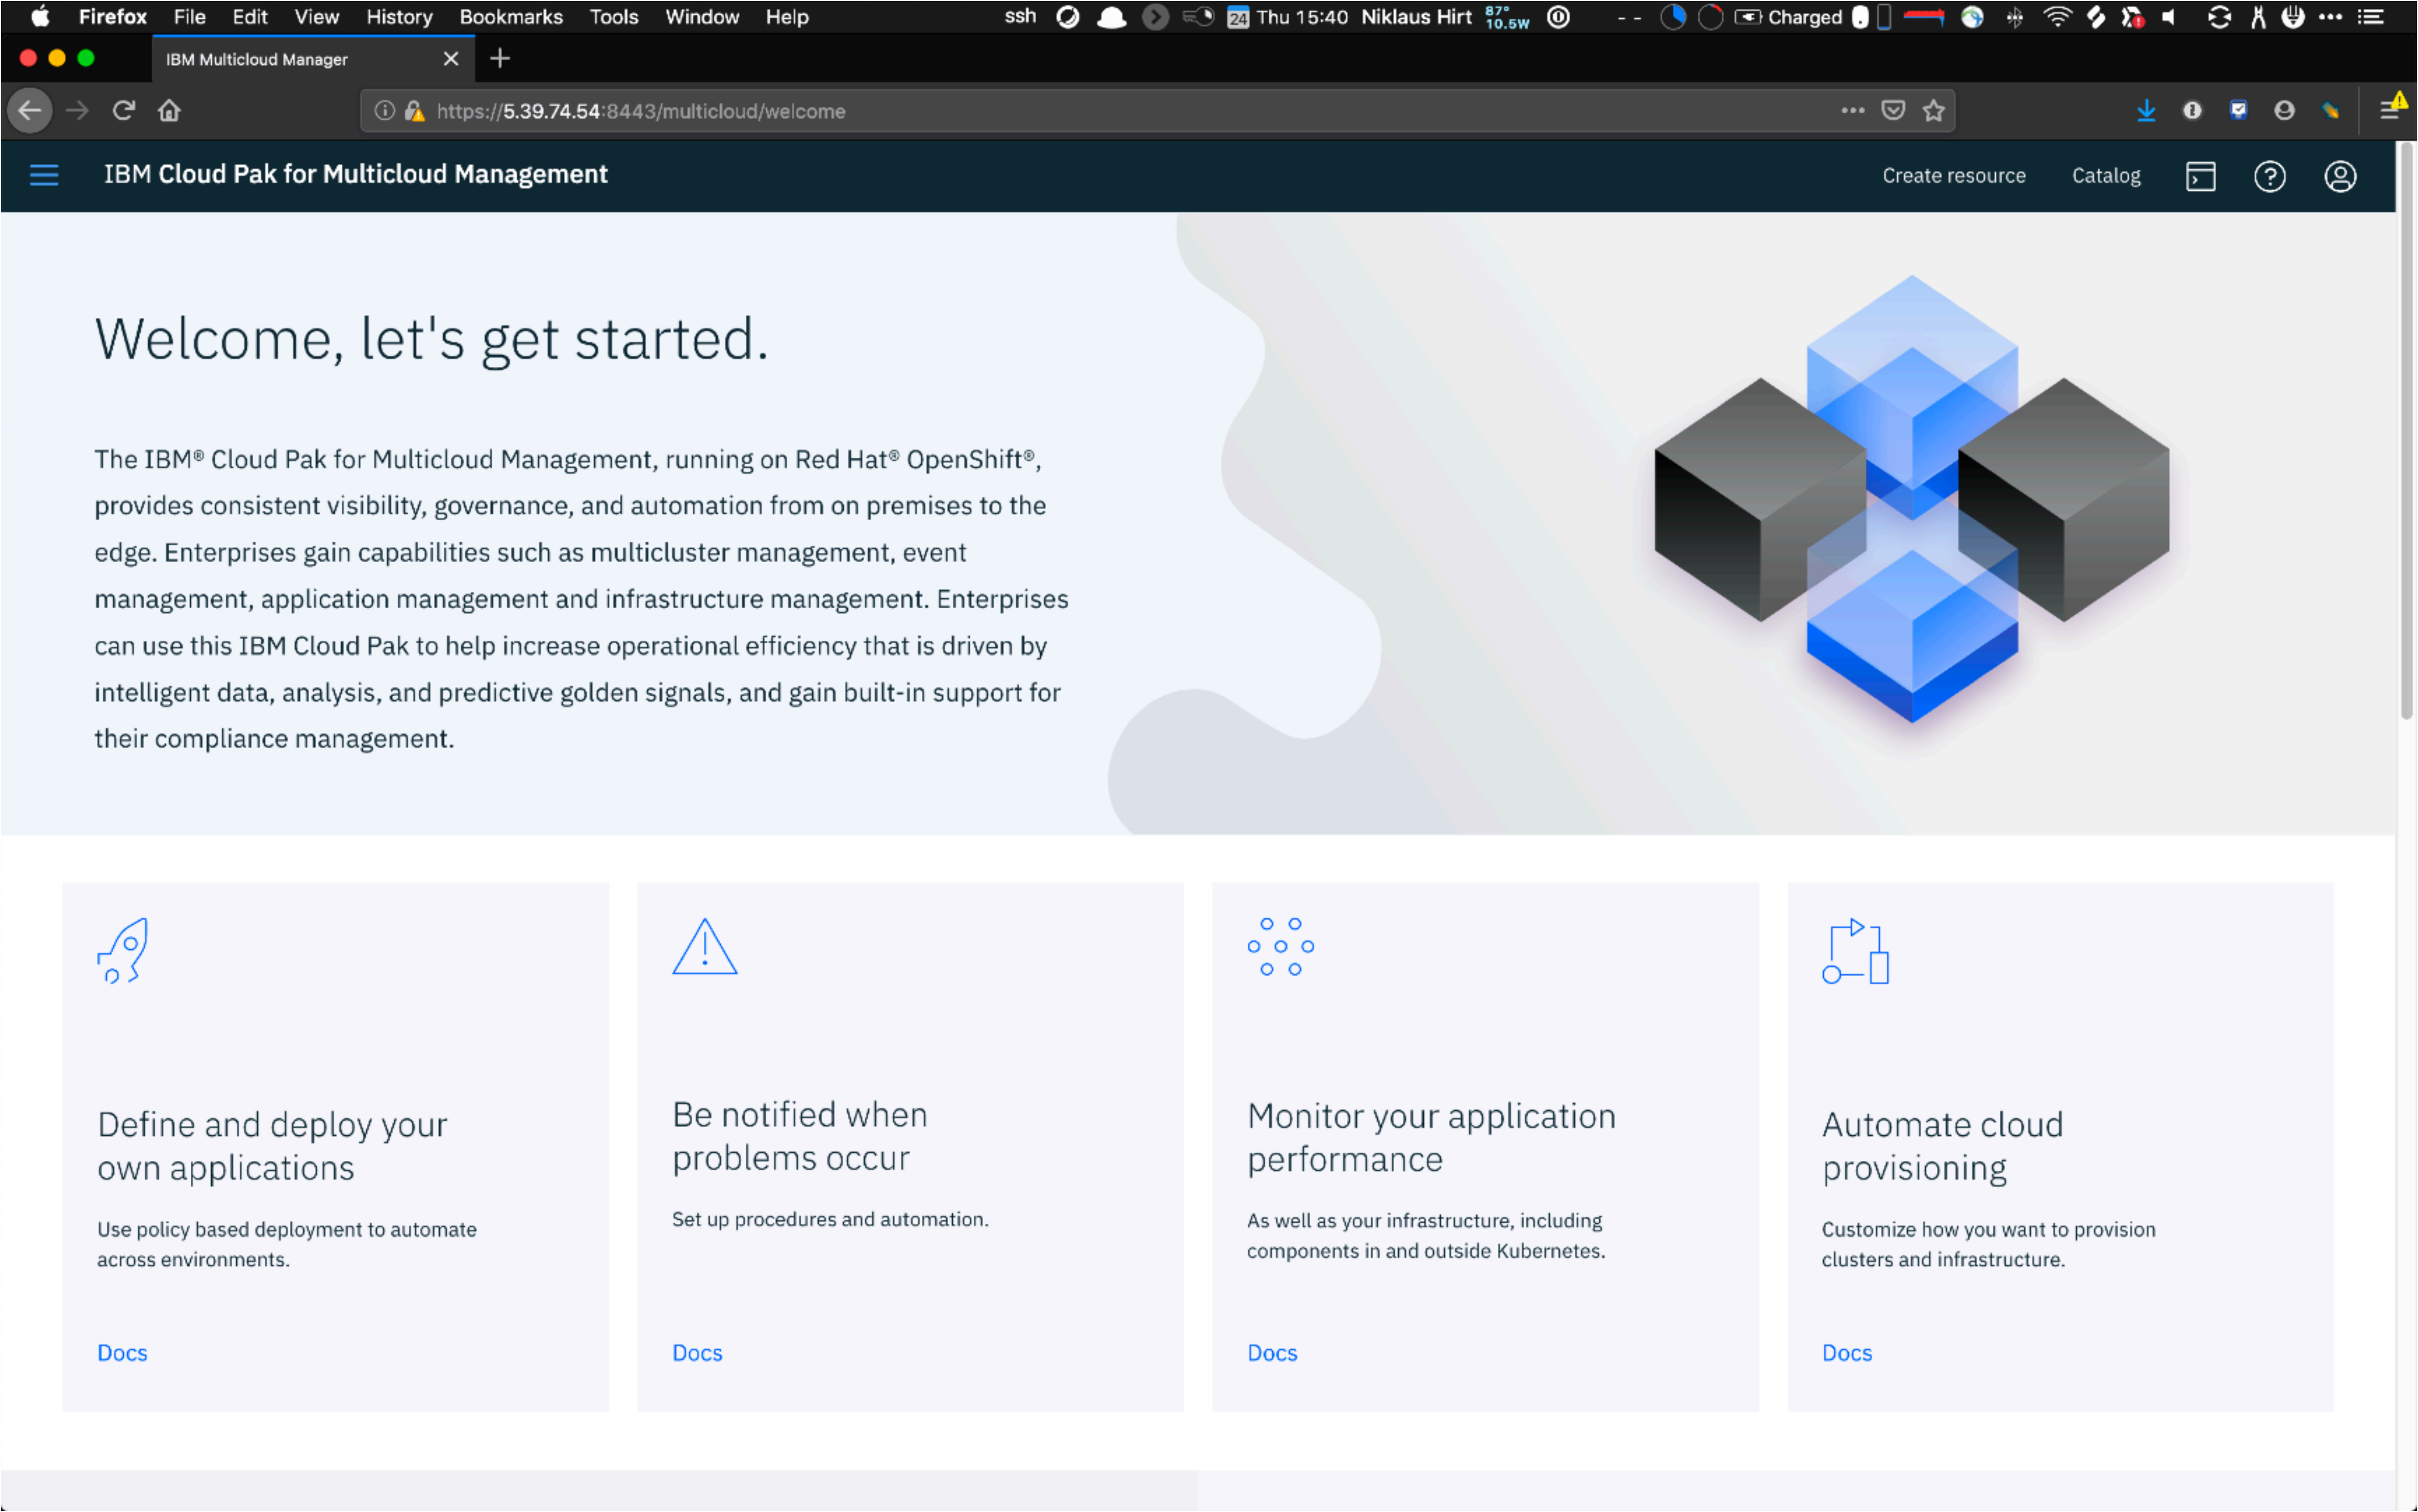 Firefox File Edit View History Bookmarks Tools Window Help ssh 24 Thu 15:40 Niklaus Hirt 87° 10.5W -- Charged
IBM Multicloud Manager
https://5.39.74.54:8443/multicloud/welcome
IBM Cloud Pak for Multicloud Management Create resource Catalog
Welcome, let's get started.
The IBM® Cloud Pak for Multicloud Management, running on Red Hat® OpenShift®,
provides consistent visibility, governance, and automation from on premises to the
edge. Enterprises gain capabilities such as multicluster management, event
management, application management and infrastructure management. Enterprises
can use this IBM Cloud Pak to help increase operational efficiency that is driven by
intelligent data, analysis, and predictive golden signals, and gain built-in support for
their compliance management.
Define and deploy your
own applications
Use policy based deployment to automate
across environments.
Docs
Be notified when
problems occur
Set up procedures and automation.
Docs
Monitor your application
performance
As well as your infrastructure, including
components in and outside Kubernetes.
Docs
Automate cloud
provisioning
Customize how you want to provision
clusters and infrastructure.
Docs